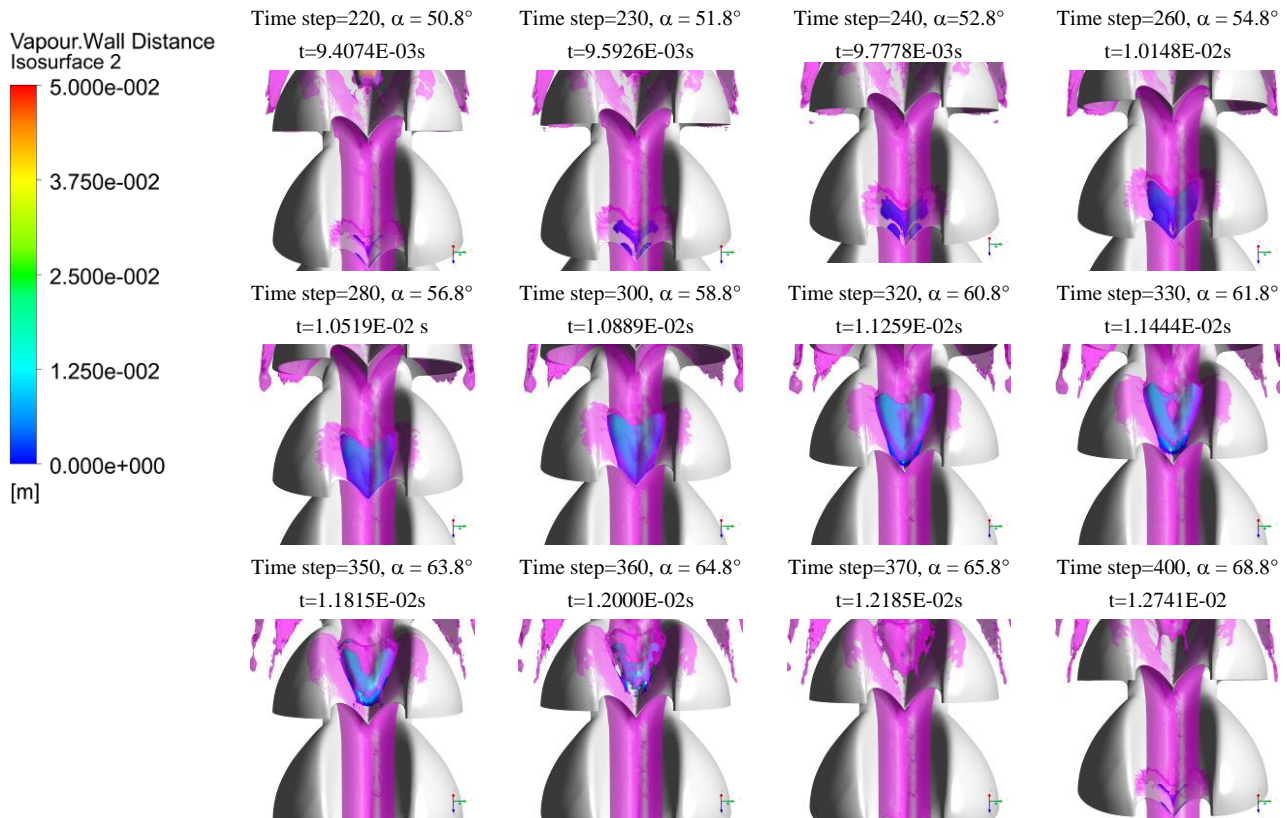 Vapour.Wall Distance
Isosurface 2
5.000e-002
3.750e-002
2.500e-002
1.250e-002
0.000e+000
[m]
Time step=220, α = 50.8°
t=9.4074E-03s
Time step=230, α = 51.8°
t=9.5926E-03s
Time step=240, α=52.8°
t=9.7778E-03s
Time step=260, α = 54.8°
t=1.0148E-02s
Time step=280, α = 56.8°
t=1.0519E-02 s
Time step=300, α = 58.8°
t=1.0889E-02s
Time step=320, α = 60.8°
t=1.1259E-02s
Time step=330, α = 61.8°
t=1.1444E-02s
Time step=350, α = 63.8°
t=1.1815E-02s
Time step=360, α = 64.8°
t=1.2000E-02s
Time step=370, α = 65.8°
t=1.2185E-02s
Time step=400, α = 68.8°
t=1.2741E-02